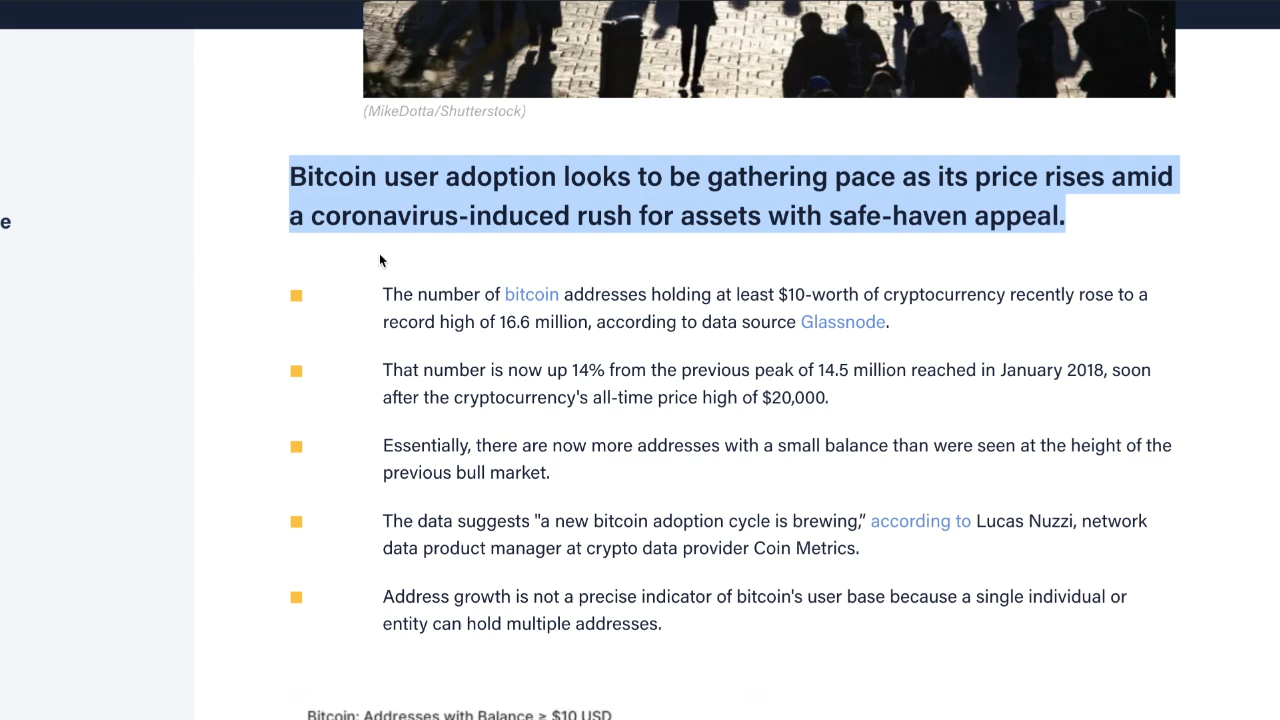 (MikeDotta/Shutterstock)
Bitcoin user adoption looks to be gathering pace as its price rises amid
a coronavirus-induced rush for assets with safe-haven appeal.
e
The number of bitcoin addresses holding at least $10-worth of cryptocurrency recently rose to a
record high of 16.6 million, according to data source Glassnode.
That number is now up 14% from the previous peak of 14.5 million reached in January 2018, soon
after the cryptocurrency's all-time price high of $20,000.
Essentially, there are now more addresses with a small balance than were seen at the height of the
previous bull market.
The data suggests "a new bitcoin adoption cycle is brewing,” according to Lucas Nuzzi, network
data product manager at crypto data provider Coin Metrics.
Address growth is not a precise indicator of bitcoin's user base because a single individual or
entity can hold multiple addresses.
Bitcoin: Addresses with Balance ≥ $10 USD